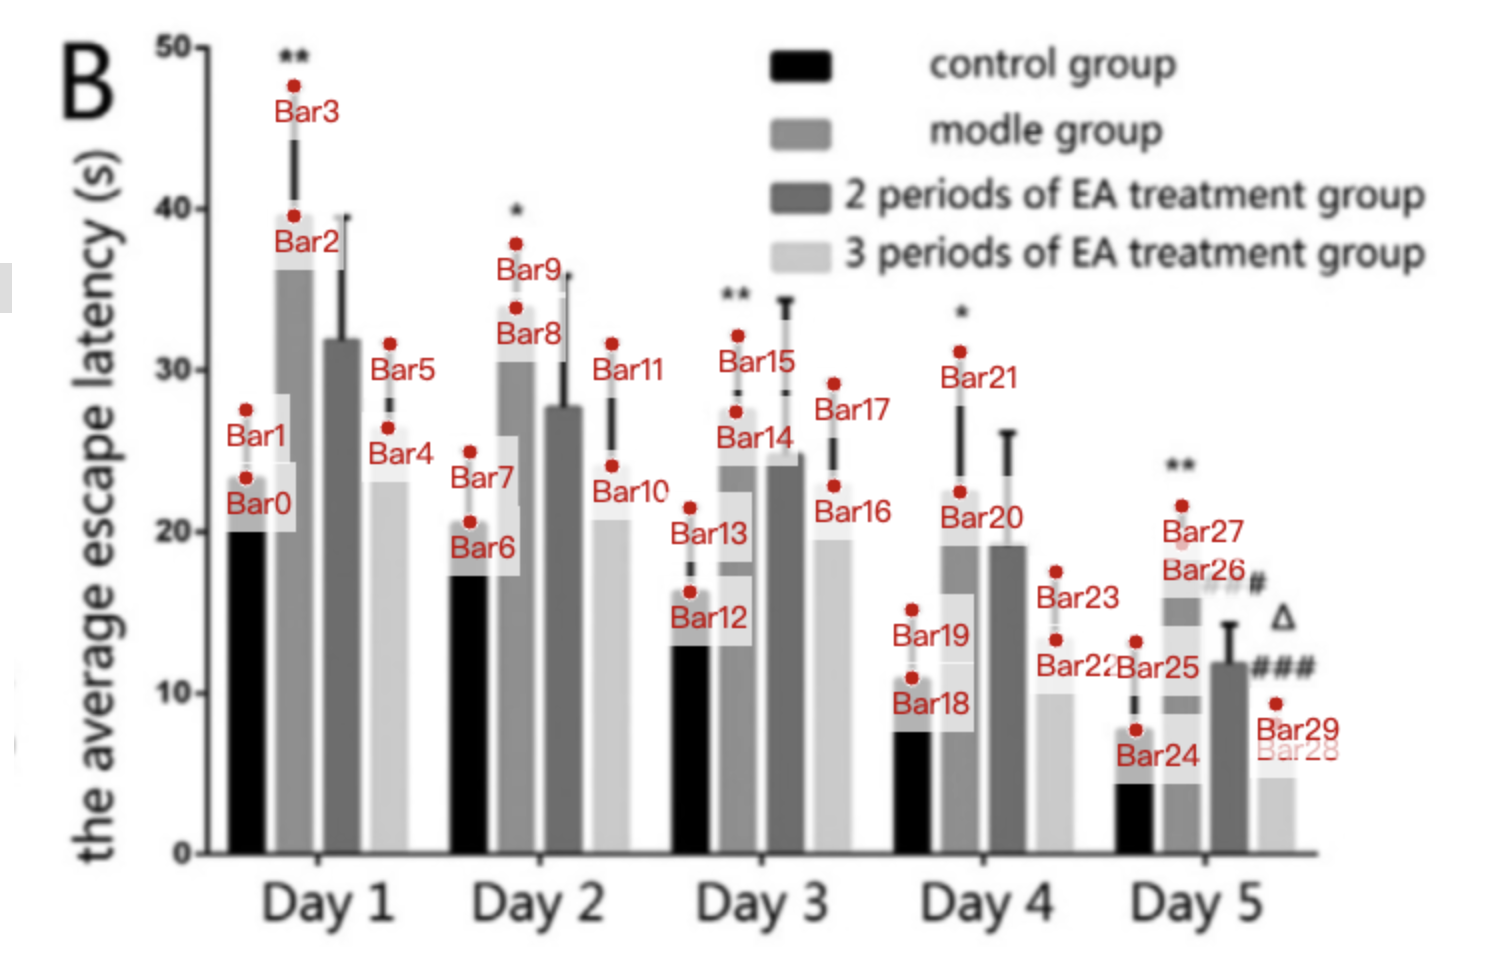 B
the average escape latency (s)
50
40
30
20
10
0
control group
modle group
2 periods of EA treatment group
3 periods of EA treatment group
**
Bar3
Bar2
Bar1
Bar0
Bar5
Bar4
*
Bar9
Bar8
Bar7
Bar6
Bar11
Bar10
**
Bar15
Bar14
Bar13
Bar12
Bar17
Bar16
*
Bar21
Bar20
Bar19
Bar18
Bar23
Bar22
**
Bar27
Bar26
###
Bar25
Bar24
Δ
###
Bar29
Bar28
Day 1
Day 2
Day 3
Day 4
Day 5